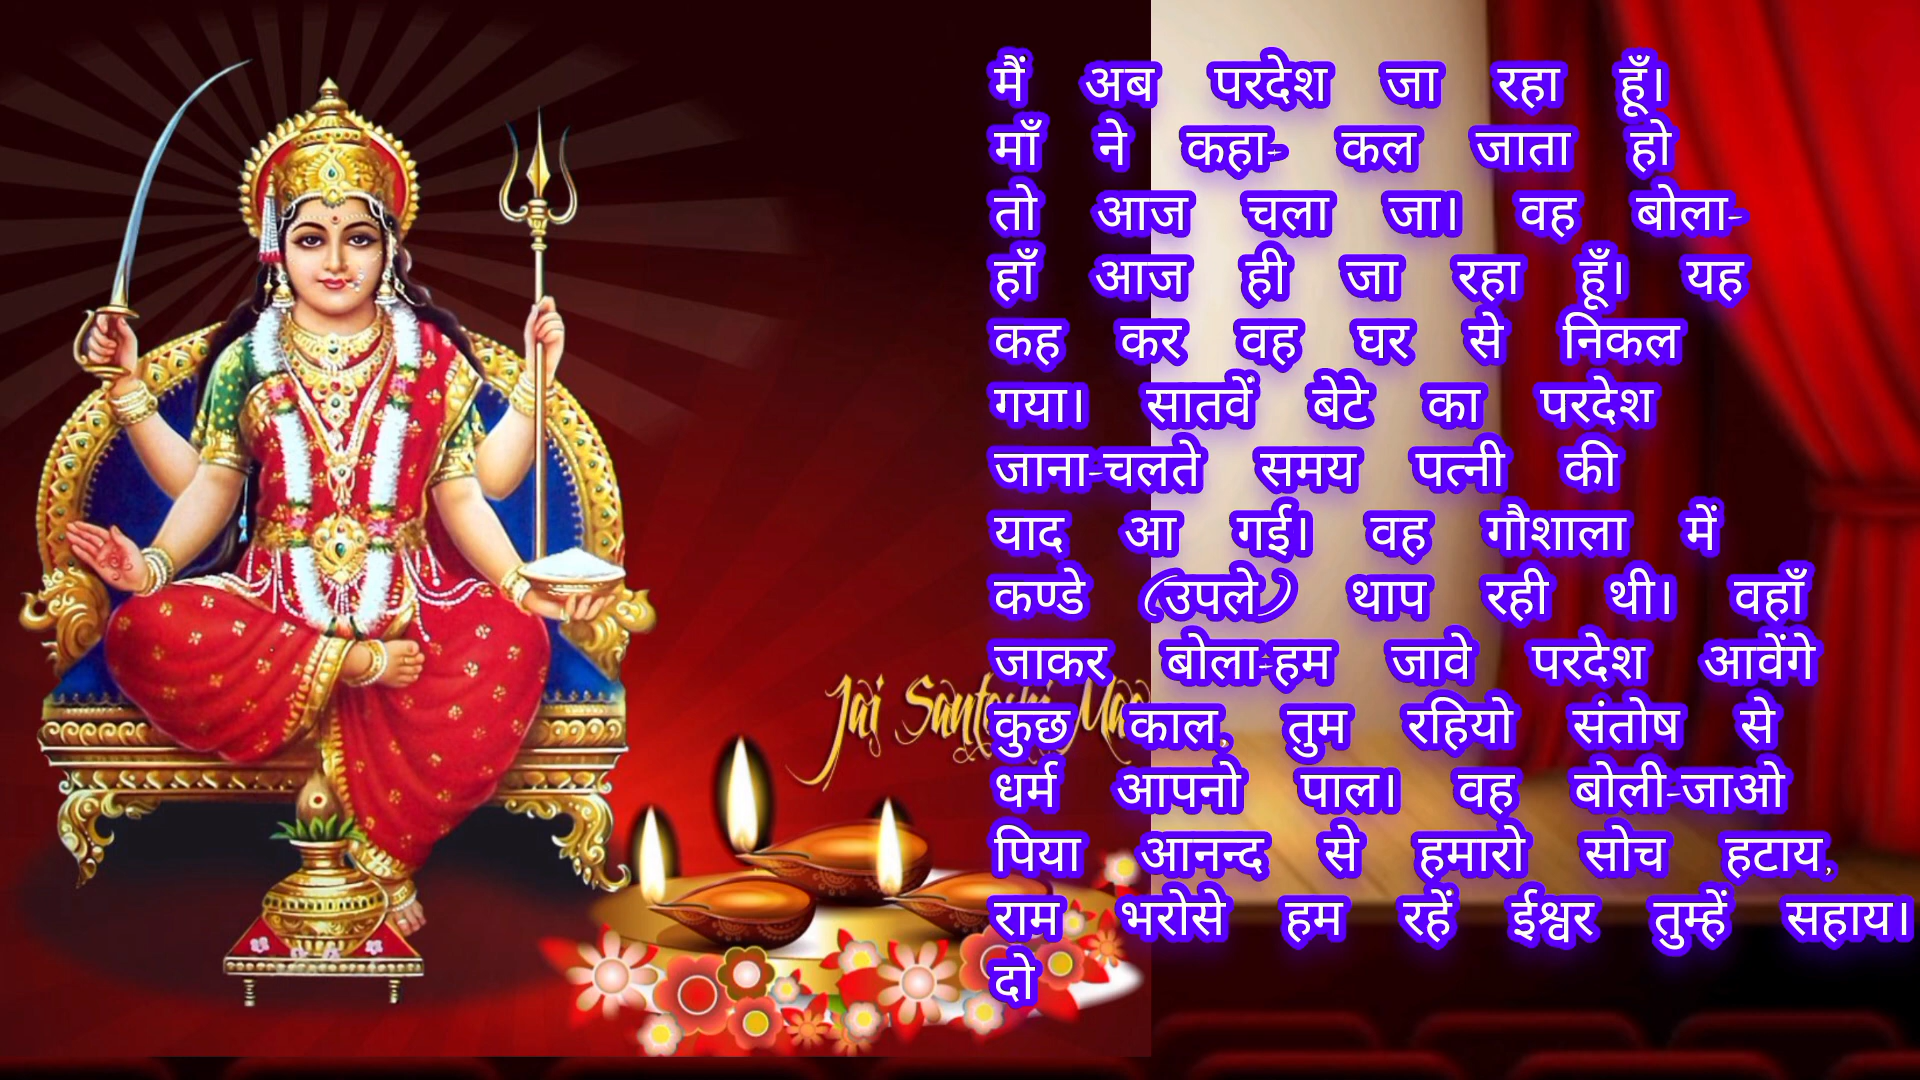 मैं अब परदेश जा रहा हूँ।
माँ ने कहा- कल जाता हो
तो आज चला जा। वह बोला-
हाँ आज ही जा रहा हूँ। यह
कह कर वह घर से निकल
गया। सातवें बेटे का परदेश
जाना-चलते समय पत्नी की
याद आ गई। वह गौशाला में
कण्डे (उपले) थाप रही थी। वहाँ
जाकर बोला-हम जावे परदेश आवेंगे
कुछ काल, तुम रहियो संतोष से
धर्म आपनो पाल। वह बोली-जाओ
पिया आनन्द से हमारो सोच हटाय,
राम भरोसे हम रहें ईश्वर तुम्हें सहाय।
दो
Jai Santoshi Maa